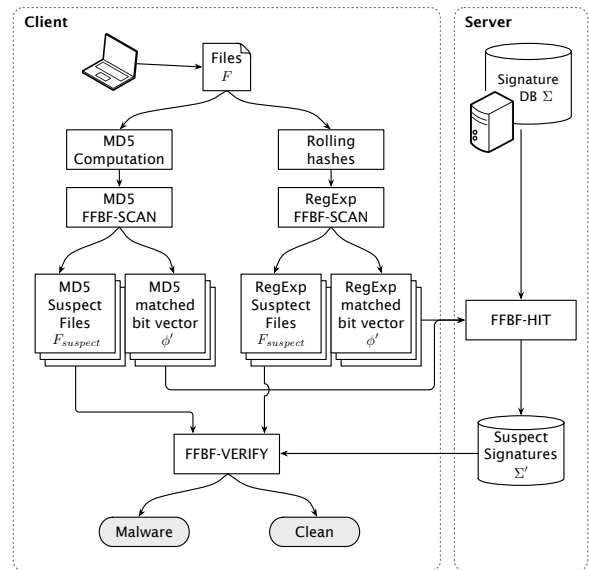 Client
Server
Files
F
Signature
DB Σ
MD5
Computation
Rolling
hashes
MD5
FFBF-SCAN
RegExp
FFBF-SCAN
MD5
Suspect
Files
F_suspect
MD5
matched
bit vector
ϕ′
RegExp
Susptect
Files
F_suspect
RegExp
matched
bit vector
ϕ′
FFBF-HIT
FFBF-VERIFY
Suspect
Signatures
Σ′
Malware
Clean